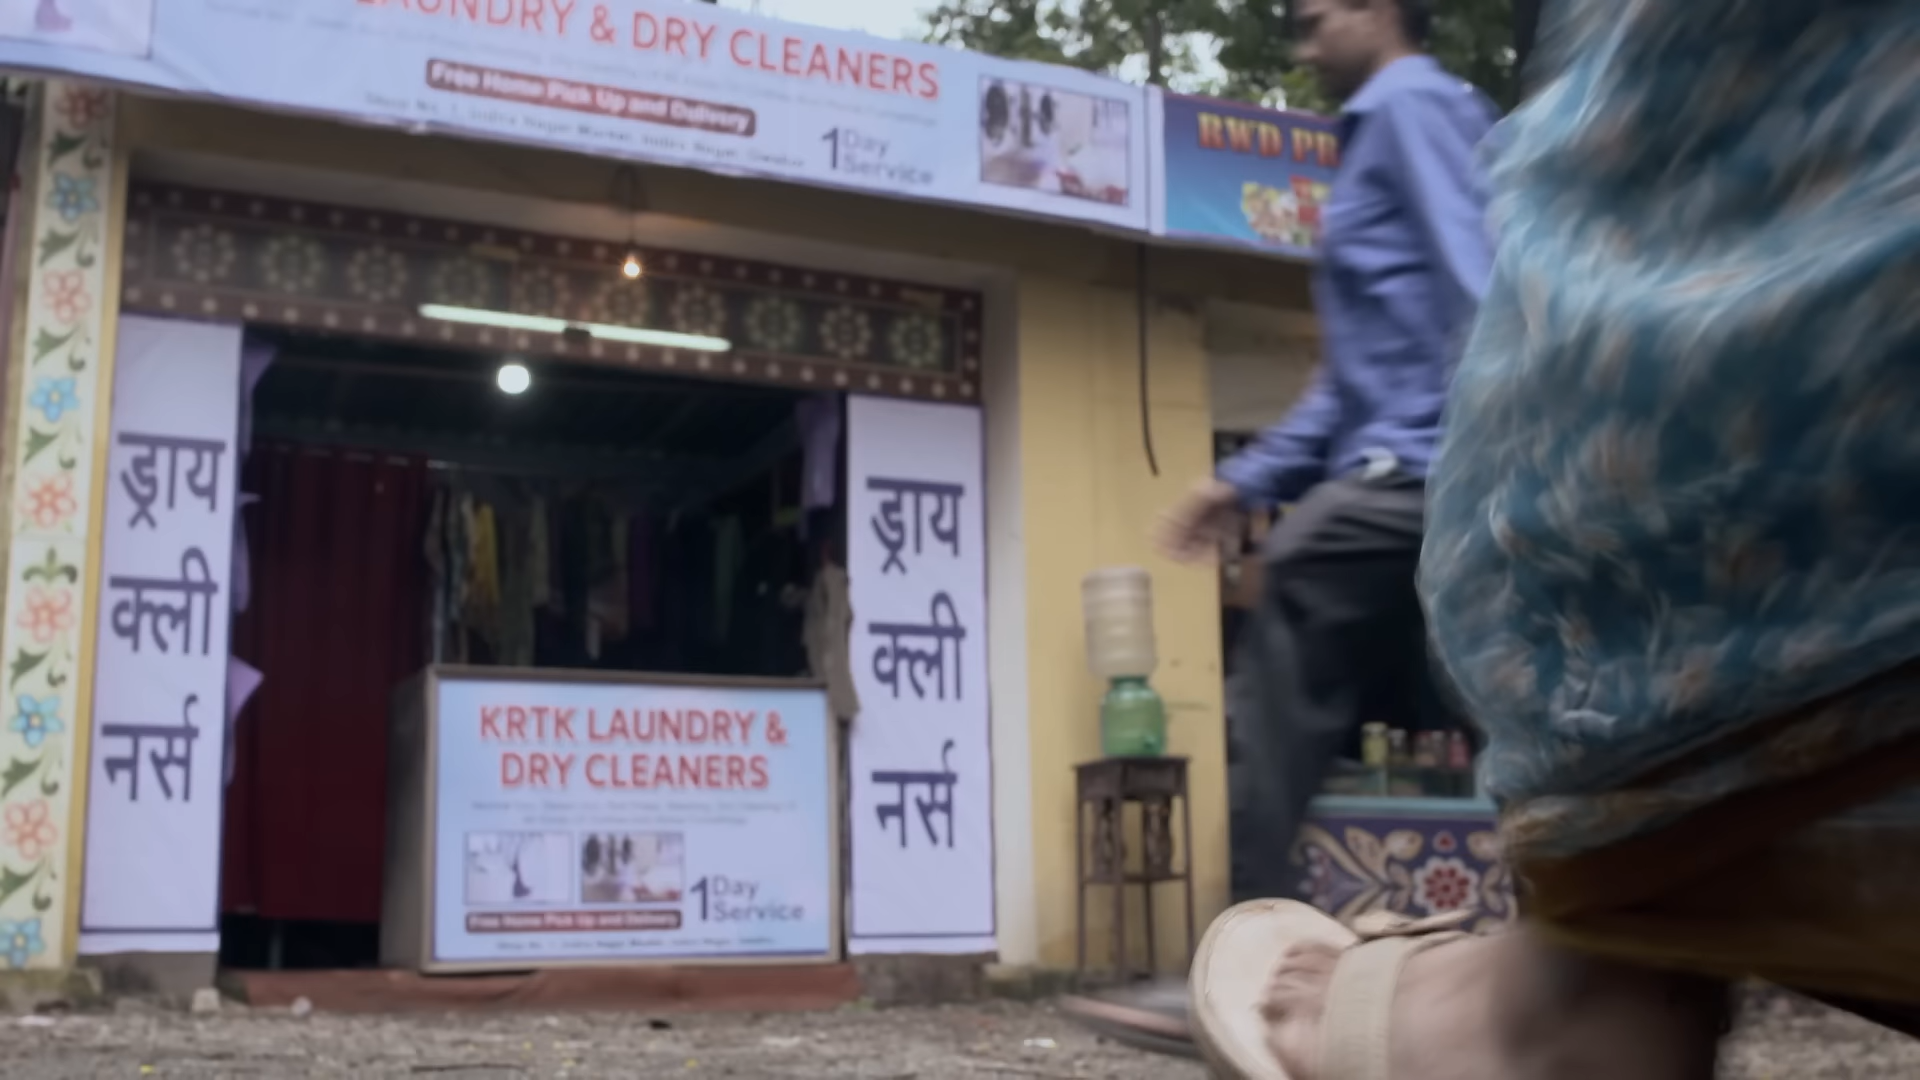 LAUNDRY & DRY CLEANERS
Free Home Pick Up and Delivery
1 Day Service
RWD
ड्राय
क्ली
नर्स
KRTK LAUNDRY &
DRY CLEANERS
Free Home Pick Up and Delivery
1 Day Service
ड्राय
क्ली
नर्स